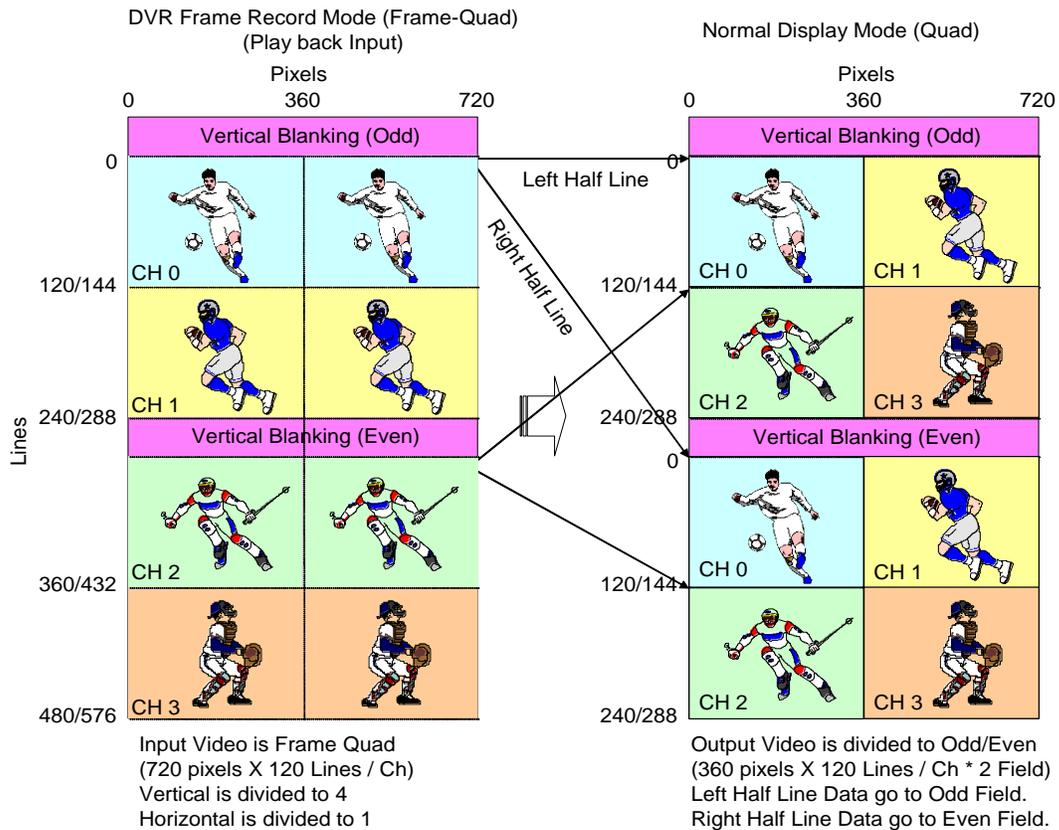 DVR Frame Record Mode (Frame-Quad)
(Play back Input)
Pixels
0 360 720
Vertical Blanking (Odd)
0
CH 0
120/144
CH 1
240/288
Vertical Blanking (Even)
Lines
CH 2
360/432
CH 3
480/576
Input Video is Frame Quad
(720 pixels X 120 Lines / Ch)
Vertical is divided to 4
Horizontal is divided to 1
Left Half Line
Right Half Line
Normal Display Mode (Quad)
Pixels
0 360 720
Vertical Blanking (Odd)
0
CH 0 CH 1
120/144
CH 2 CH 3
240/288
Vertical Blanking (Even)
0
CH 0 CH 1
120/144
CH 2 CH 3
240/288
Output Video is divided to Odd/Even
(360 pixels X 120 Lines / Ch * 2 Field)
Left Half Line Data go to Odd Field.
Right Half Line Data go to Even Field.